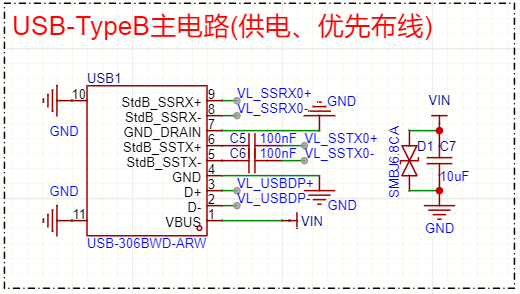 USB-TypeB主电路(供电、优先布线)
USB1
10
GND
GND
11
StdB_SSRX+
StdB_SSRX-
GND_DRAIN
StdB_SSTX+
StdB_SSTX-
GND
D+
D-
VBUS
USB-306BWD-ARW
9
8
7
6
5
4
3
2
1
VL_SSRX0+
VL_SSRX0-
GND
C5 100nF VL_SSTX0+
C6 100nF VL_SSTX0-
VL_USBDP+
VL_USBDP-
GND
VIN
VIN
SMBJ6.8CA
D1
C7
10uF
GND